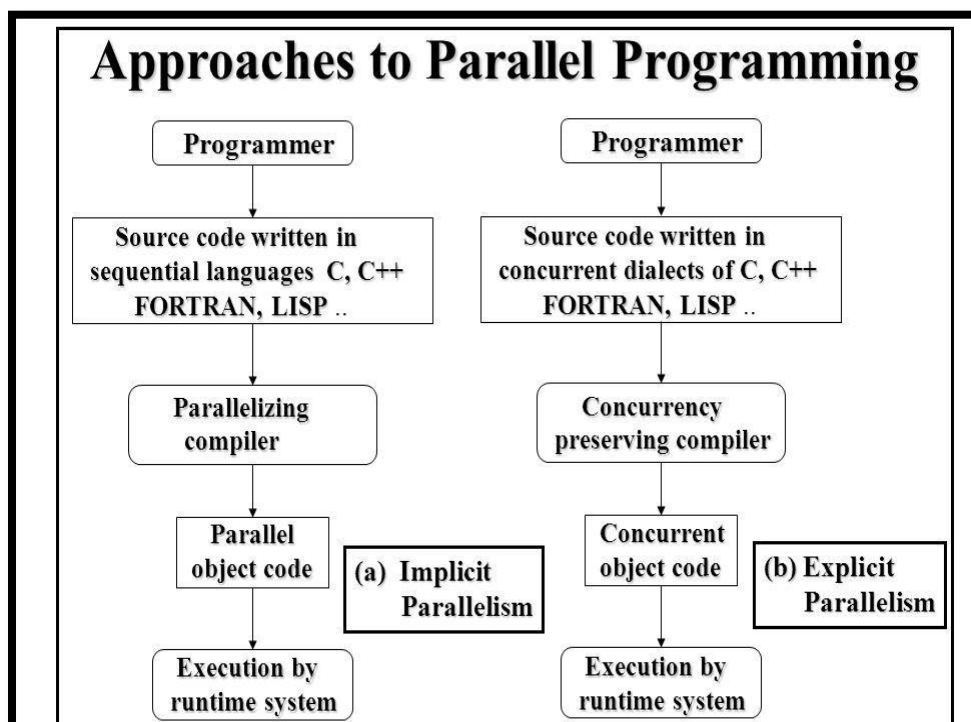 Approaches to Parallel Programming
Programmer
Source code written in
sequential languages C, C++
FORTRAN, LISP ..
Parallelizing
compiler
Parallel
object code
(a) Implicit
Parallelism
Execution by
runtime system
Programmer
Source code written in
concurrent dialects of C, C++
FORTRAN, LISP ..
Concurrency
preserving compiler
Concurrent
object code
(b) Explicit
Parallelism
Execution by
runtime system